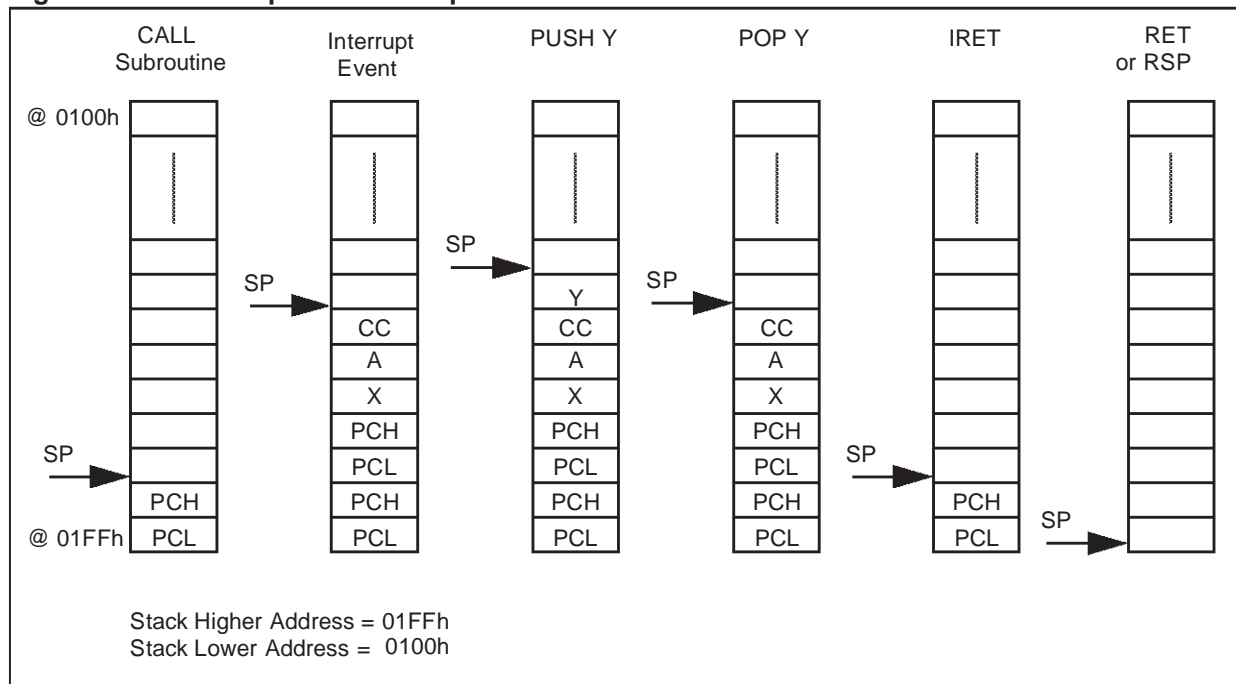 CALL Subroutine
Interrupt Event
PUSH Y
POP Y
IRET
RET or RSP
@ 0100h
SP
PCH
@ 01FFh PCL
SP
CC
A
X
PCH
PCL
PCH
PCL
SP
Y
CC
A
X
PCH
PCL
PCH
PCL
SP
CC
A
X
PCH
PCL
PCH
PCL
SP
PCH
PCL
SP
Stack Higher Address = 01FFh
Stack Lower Address = 0100h